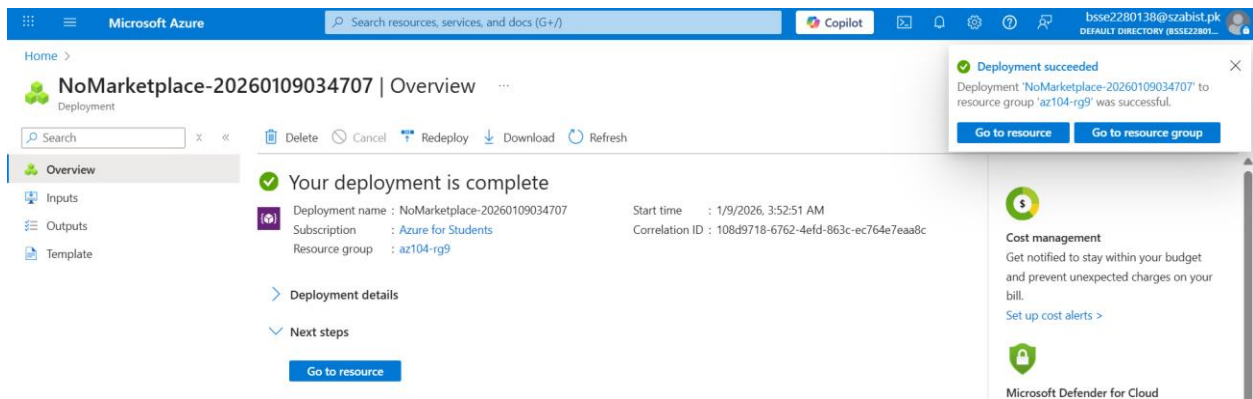 Microsoft Azure
Search resources, services, and docs (G+/)
Copilot
bsse2280138@szabist.pk
DEFAULT DIRECTORY (BSSE22801...
Home >
NoMarketplace-20260109034707 | Overview ...
Deployment
Deployment succeeded
Deployment 'NoMarketplace-20260109034707' to
resource group 'az104-rg9' was successful.
Go to resource
Go to resource group
Search
Delete
Cancel
Redeploy
Download
Refresh
Overview
Inputs
Outputs
Template
Your deployment is complete
Deployment name : NoMarketplace-20260109034707
Subscription : Azure for Students
Resource group : az104-rg9
Start time : 1/9/2026, 3:52:51 AM
Correlation ID : 108d9718-6762-4efd-863c-ec764e7eaa8c
Deployment details
Next steps
Go to resource
$
Cost management
Get notified to stay within your budget
and prevent unexpected charges on your
bill.
Set up cost alerts >
Microsoft Defender for Cloud